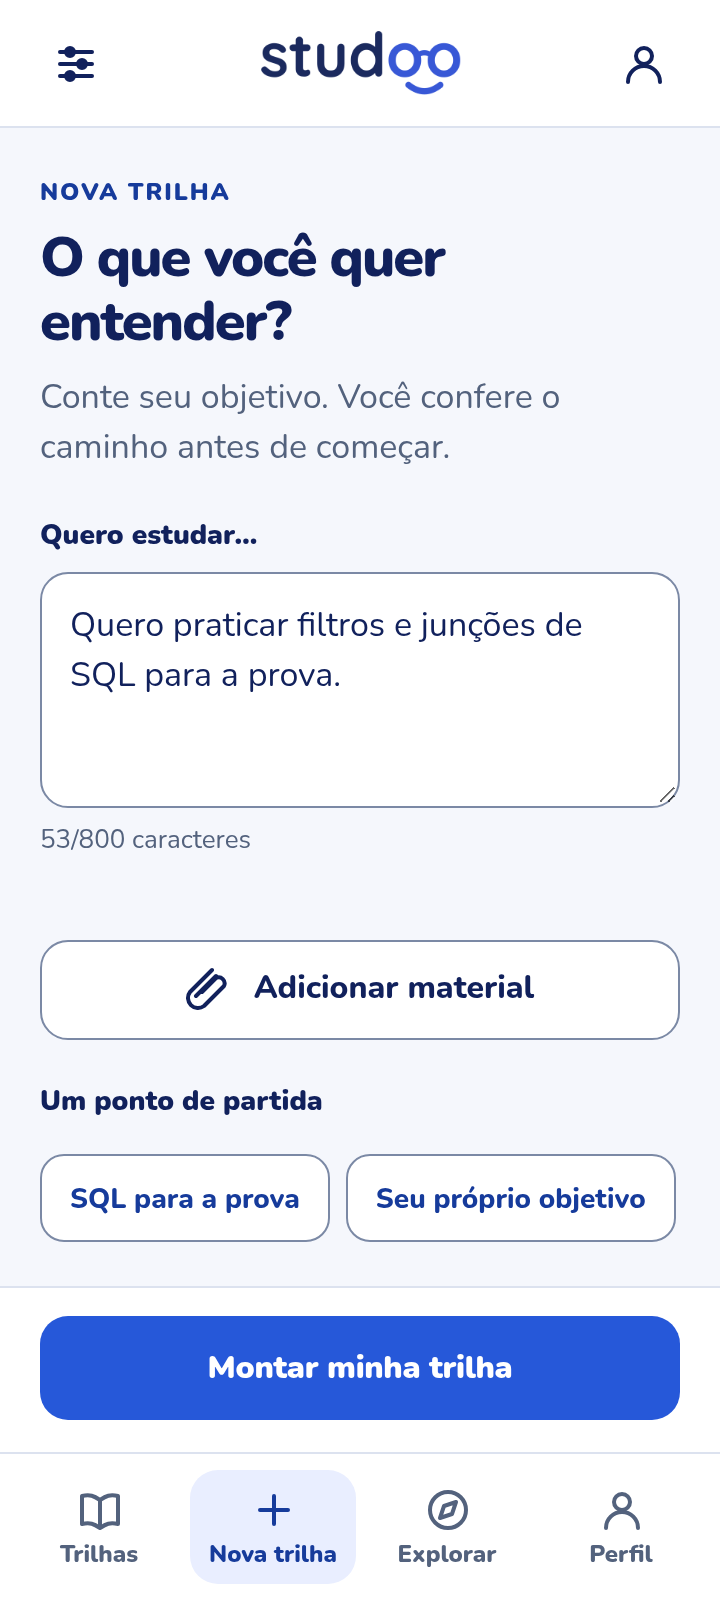 studoo
NOVA TRILHA
O que você quer
entender?
Conte seu objetivo. Você confere o
caminho antes de começar.
Quero estudar...
Quero praticar filtros e junções de
SQL para a prova.
53/800 caracteres
Adicionar material
Um ponto de partida
SQL para a prova
Seu próprio objetivo
Montar minha trilha
Trilhas
Nova trilha
Explorar
Perfil